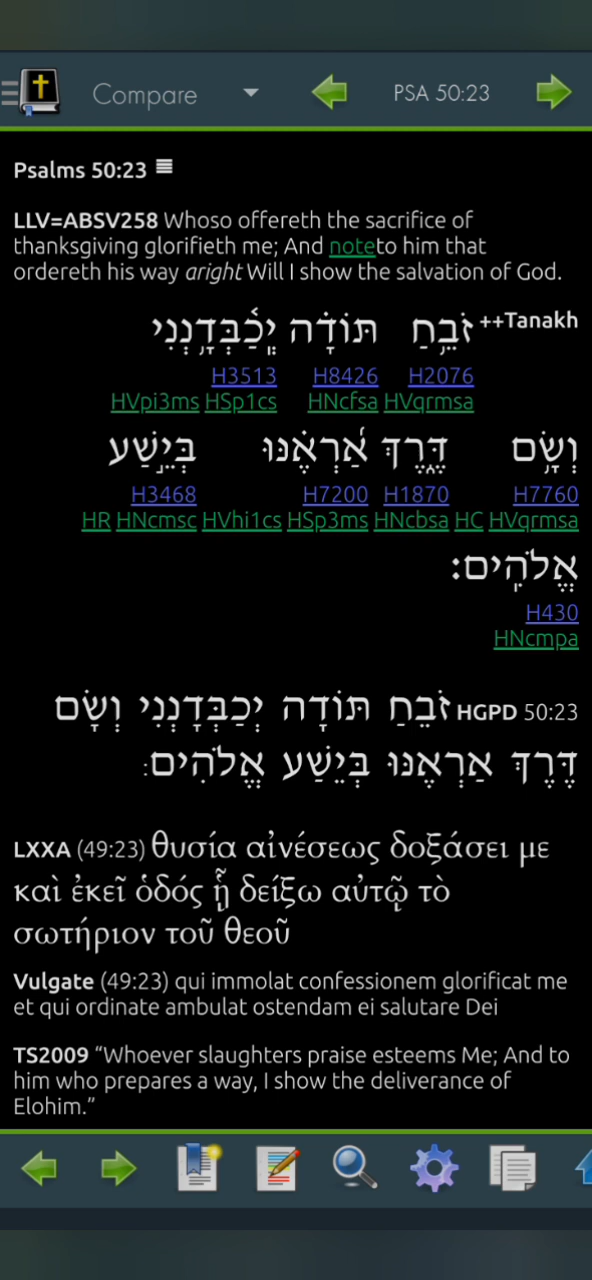 Compare PSA 50:23
Psalms 50:23
LLV=ABSV258 Whoso offereth the sacrifice of
thanksgiving glorifieth me; And noteto him that
ordereth his way aright Will I show the salvation of God.
++Tanakh זֹבֵ֥חַ תּוֹדָ֗ה יְֽכַ֫בְּדָ֥נְנִי
H3513 H8426 H2076
HVpi3ms HSp1cs HNcfsa HVqrmsa
וְשָׂ֥ם דֶּ֑רֶךְ אַ֝רְאֶ֗נּוּ בְּיֵ֣שַׁע
H3468 H7200 H1870 H7760
HR HNcmsc HVhi1cs HSp3ms HNcbsa HC HVqrmsa
אֱלֹהִֽים׃
H430
HNcmpa
HGPD 50:23 זֹבֵחַ תּוֹדָה יְכַבְּדָנְנִי וְשָׂם
דֶּרֶךְ אַרְאֶנּוּ בְּיֵשַׁע אֱלֹהִים׃
LXXA (49:23) θυσία αἰνέσεως δοξάσει με
καὶ ἐκεῖ ὁδός ᾗ δείξω αὐτῷ τὸ
σωτήριον τοῦ θεοῦ
Vulgate (49:23) qui immolat confessionem glorificat me
et qui ordinate ambulat ostendam ei salutare Dei
TS2009 “Whoever slaughters praise esteems Me; And to
him who prepares a way, I show the deliverance of
Elohim.”